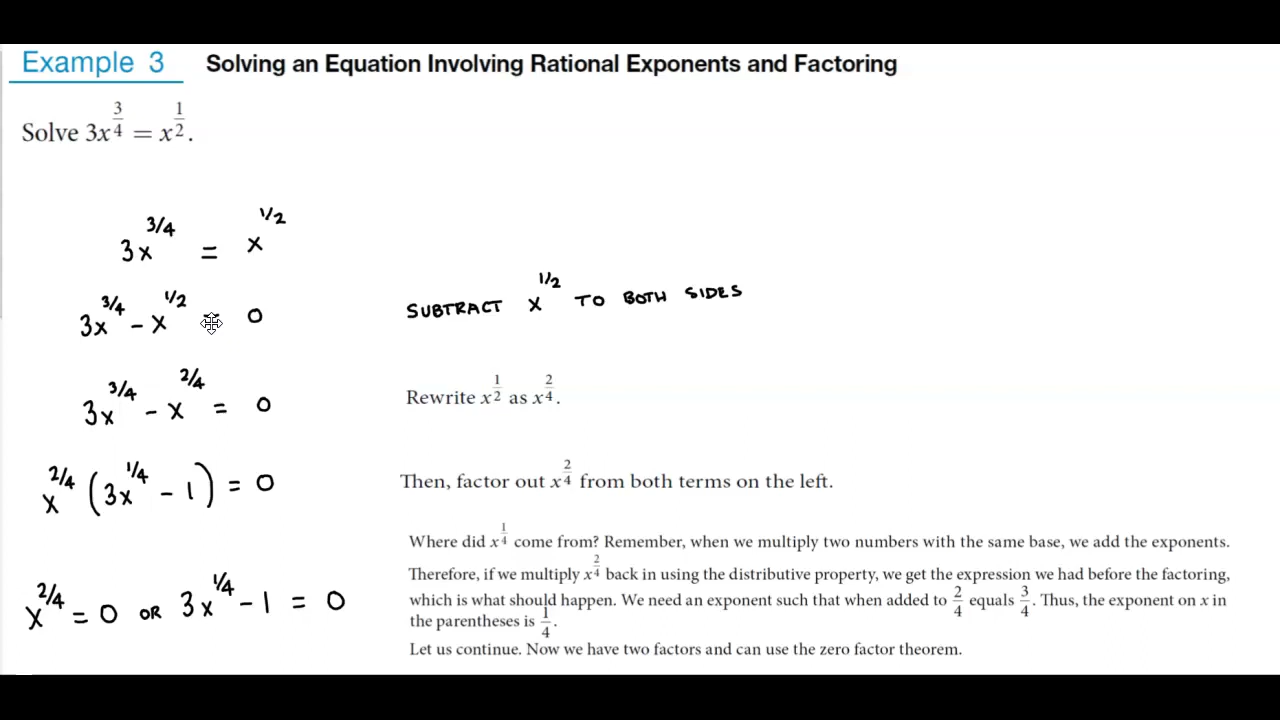 Example 3 Solving an Equation Involving Rational Exponents and Factoring
Solve 3x^(3/4) = x^(1/2).
3x^(3/4) = x^(1/2)
3x^(3/4) - x^(1/2) = 0 SUBTRACT x^(1/2) TO BOTH SIDES
3x^(3/4) - x^(2/4) = 0 Rewrite x^(1/2) as x^(2/4).
x^(2/4) (3x^(1/4) - 1) = 0 Then, factor out x^(2/4) from both terms on the left.
Where did x^(1/4) come from? Remember, when we multiply two numbers with the same base, we add the exponents.
Therefore, if we multiply x^(2/4) back in using the distributive property, we get the expression we had before the factoring,
which is what should happen. We need an exponent such that when added to 2/4 equals 3/4. Thus, the exponent on x in
the parentheses is 1/4.
Let us continue. Now we have two factors and can use the zero factor theorem.
x^(2/4) = 0 OR 3x^(1/4) - 1 = 0